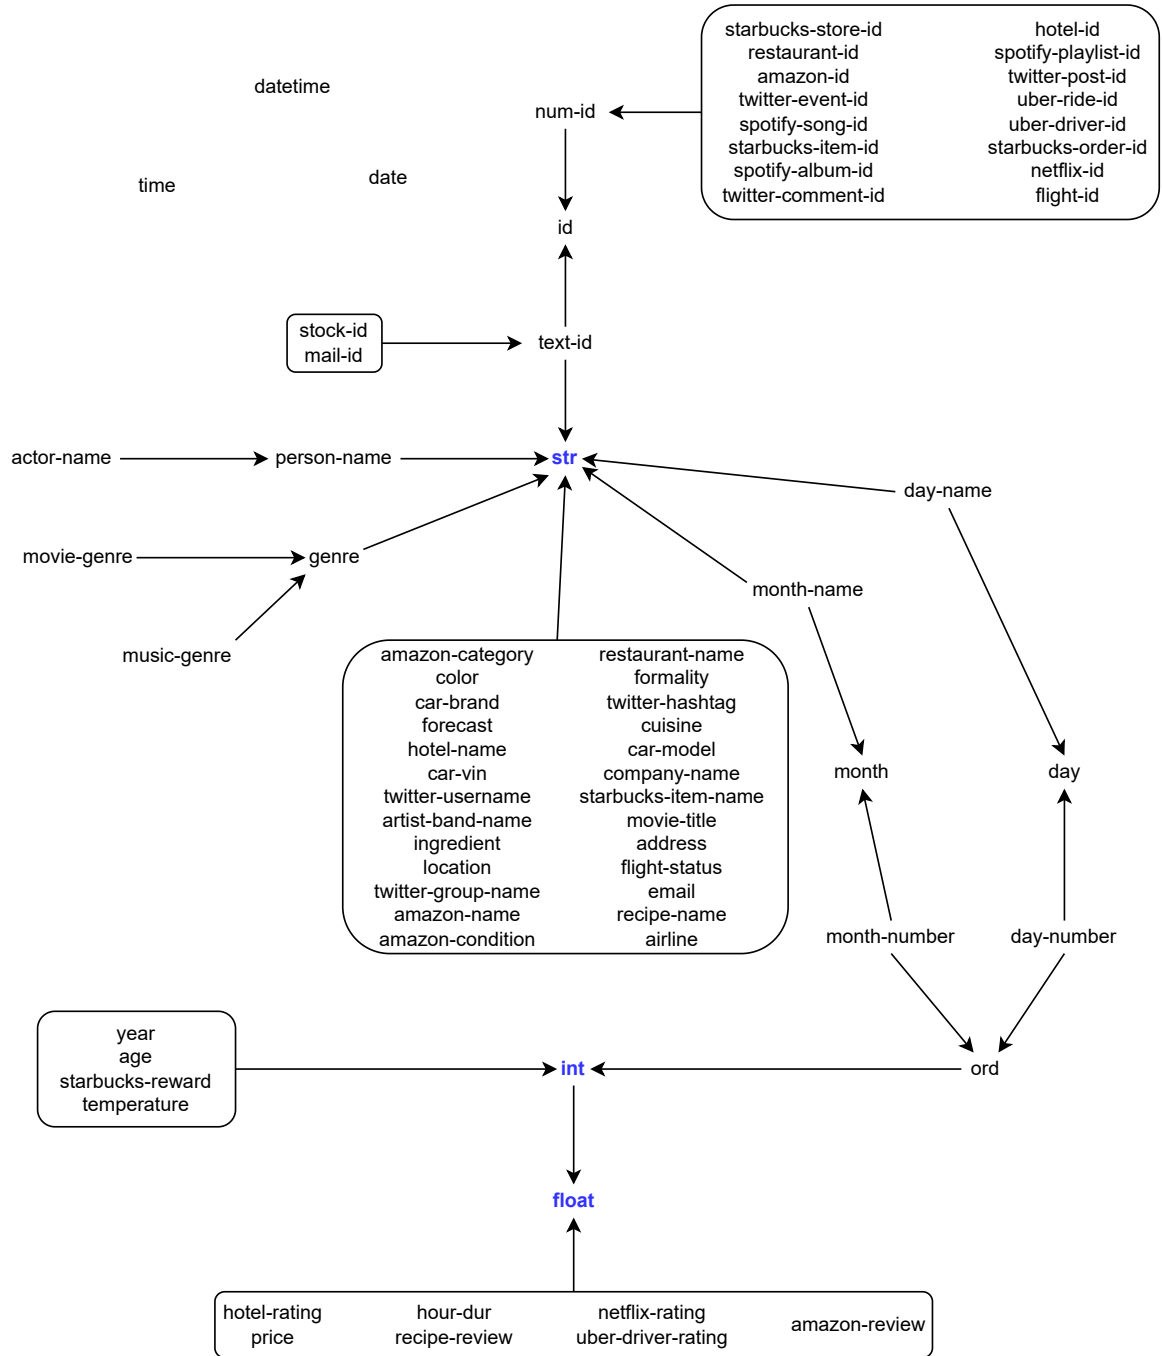 starbucks-store-id hotel-id
restaurant-id spotify-playlist-id
amazon-id twitter-post-id
twitter-event-id uber-ride-id
spotify-song-id uber-driver-id
starbucks-item-id starbucks-order-id
spotify-album-id netflix-id
twitter-comment-id flight-id
datetime
num-id
time
date
id
stock-id
mail-id
text-id
actor-name
person-name
str
day-name
movie-genre
genre
month-name
music-genre
amazon-category restaurant-name
color formality
car-brand twitter-hashtag
forecast cuisine
hotel-name car-model
car-vin company-name
twitter-username starbucks-item-name
artist-band-name movie-title
ingredient address
location flight-status
twitter-group-name email
amazon-name recipe-name
amazon-condition airline
month
day
month-number
day-number
year
age
starbucks-reward
temperature
int
ord
float
hotel-rating hour-dur netflix-rating amazon-review
price recipe-review uber-driver-rating